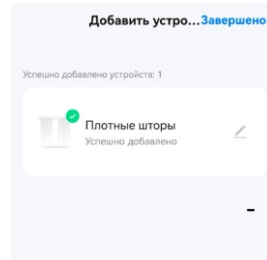 Добавить устро...Завершено
Успешно добавлено устройств: 1
Плотные шторы
Успешно добавлено